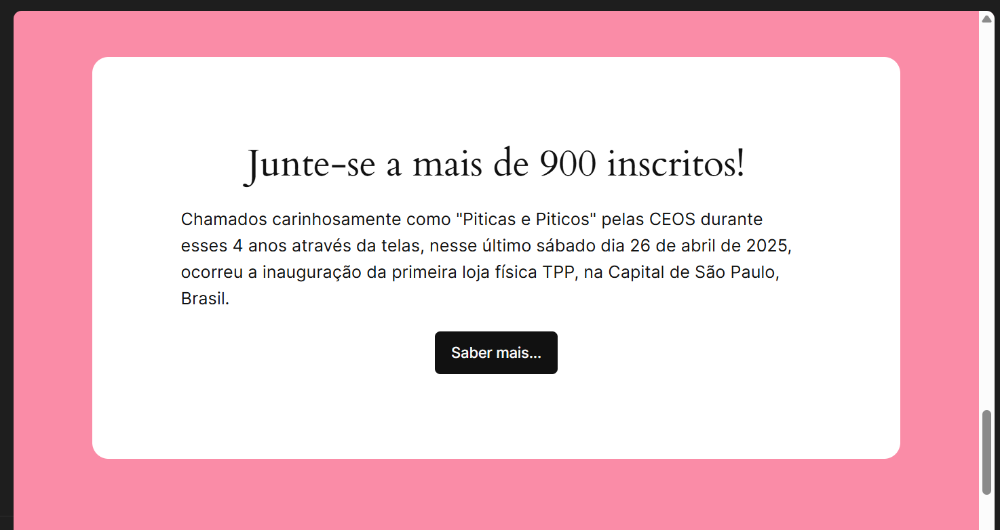 Junte-se a mais de 900 inscritos!
Chamados carinhosamente como "Piticas e Piticos" pelas CEOS durante
esses 4 anos através da telas, nesse último sábado dia 26 de abril de 2025,
ocorreu a inauguração da primeira loja física TPP, na Capital de São Paulo,
Brasil.
Saber mais...